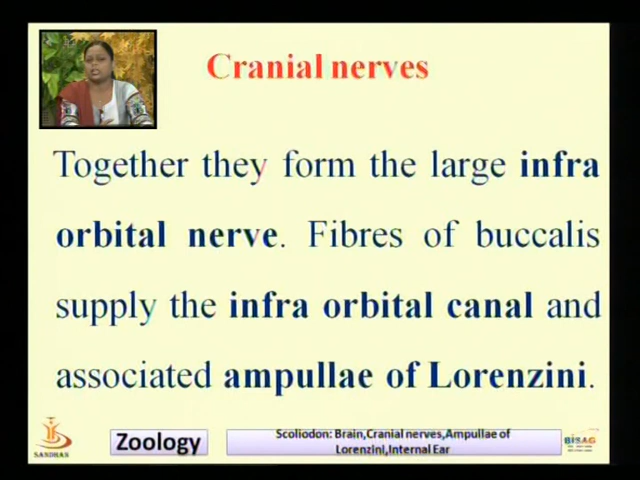 Cranial nerves
Together they form the large infra
orbital nerve. Fibres of buccalis
supply the infra orbital canal and
associated ampullae of Lorenzini.
SANDHAN
Zoology
Scoliodon: Brain,Cranial nerves,Ampullae of
Lorenzini,Internal Ear
BISAG